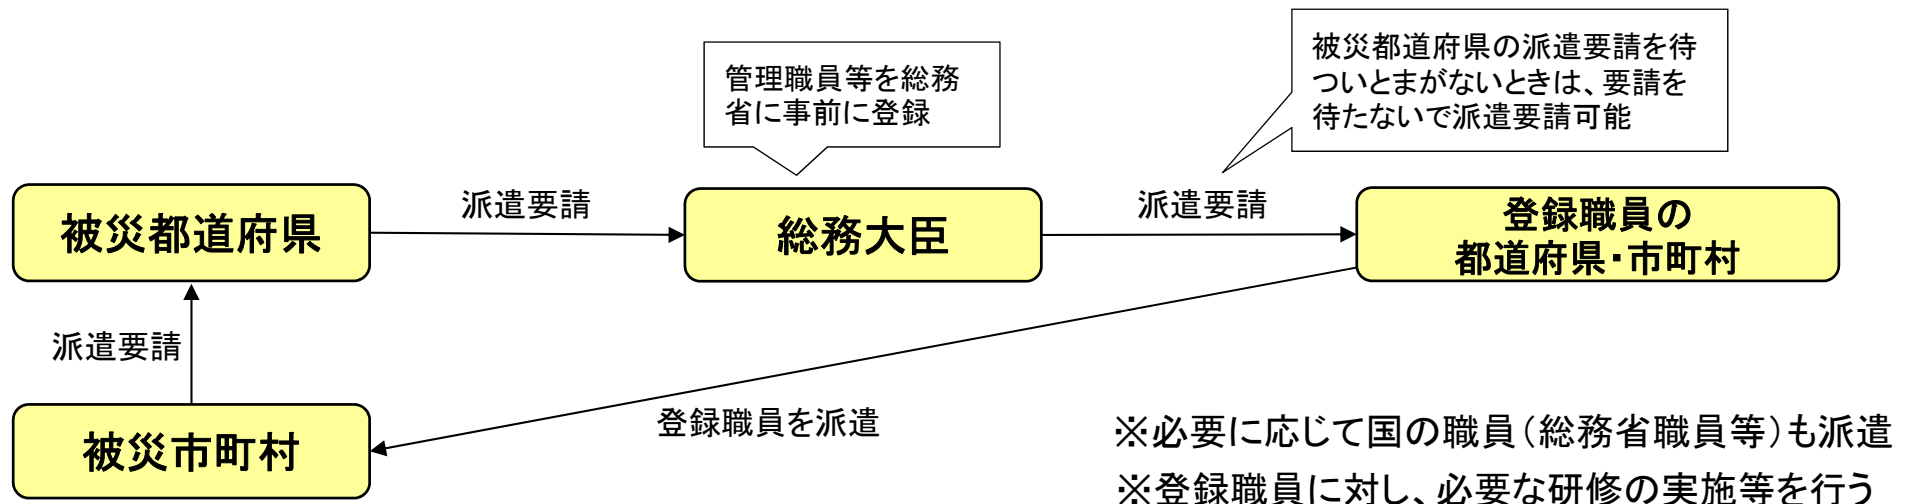 管理職員等を総務
省に事前に登録
被災都道府県の派遣要請を待
ついとまがないときは、要請を
待たないで派遣要請可能
被災都道府県
派遣要請
総務大臣
派遣要請
登録職員の
都道府県・市町村
派遣要請
被災市町村
登録職員を派遣
※必要に応じて国の職員（総務省職員等）も派遣
※登録職員に対し、必要な研修の実施等を行う